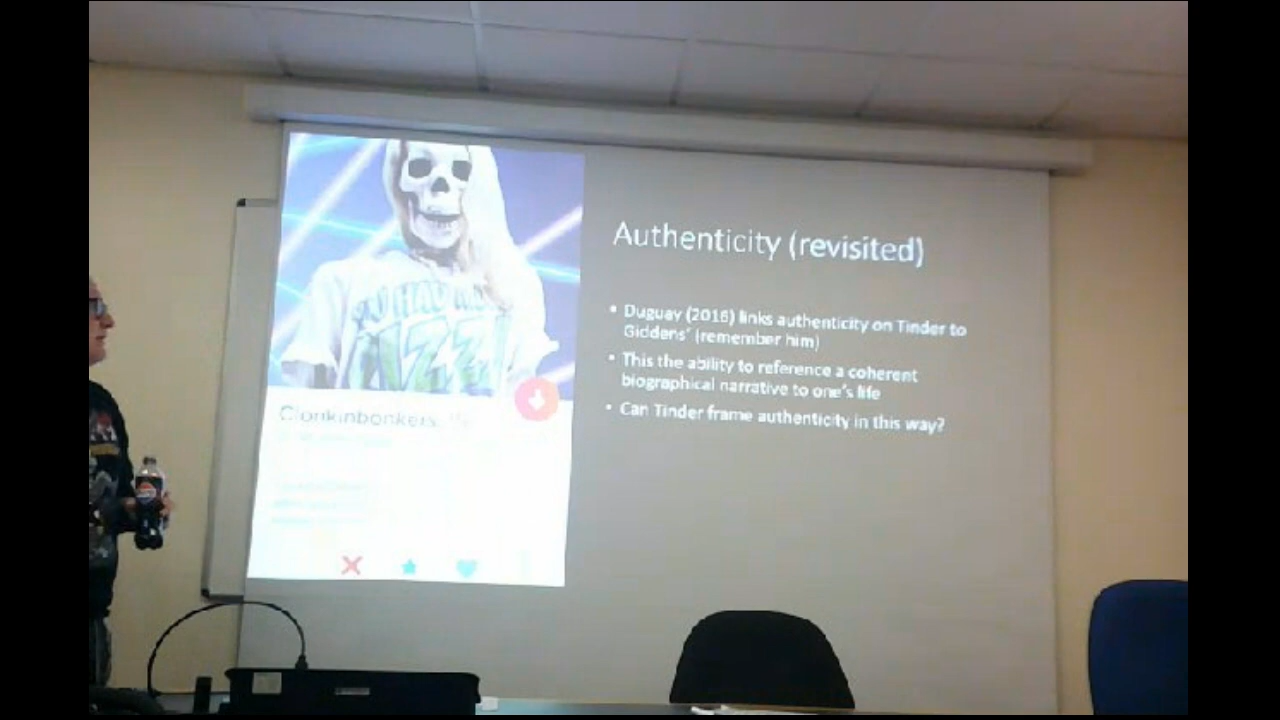 Authenticity (revisited)
• Duguay (2016) links authenticity on Tinder to
Giddens' (remember him)
• This the ability to reference a coherent
biographical narrative to one's life
• Can Tinder frame authenticity in this way?
Clonkinbonkers